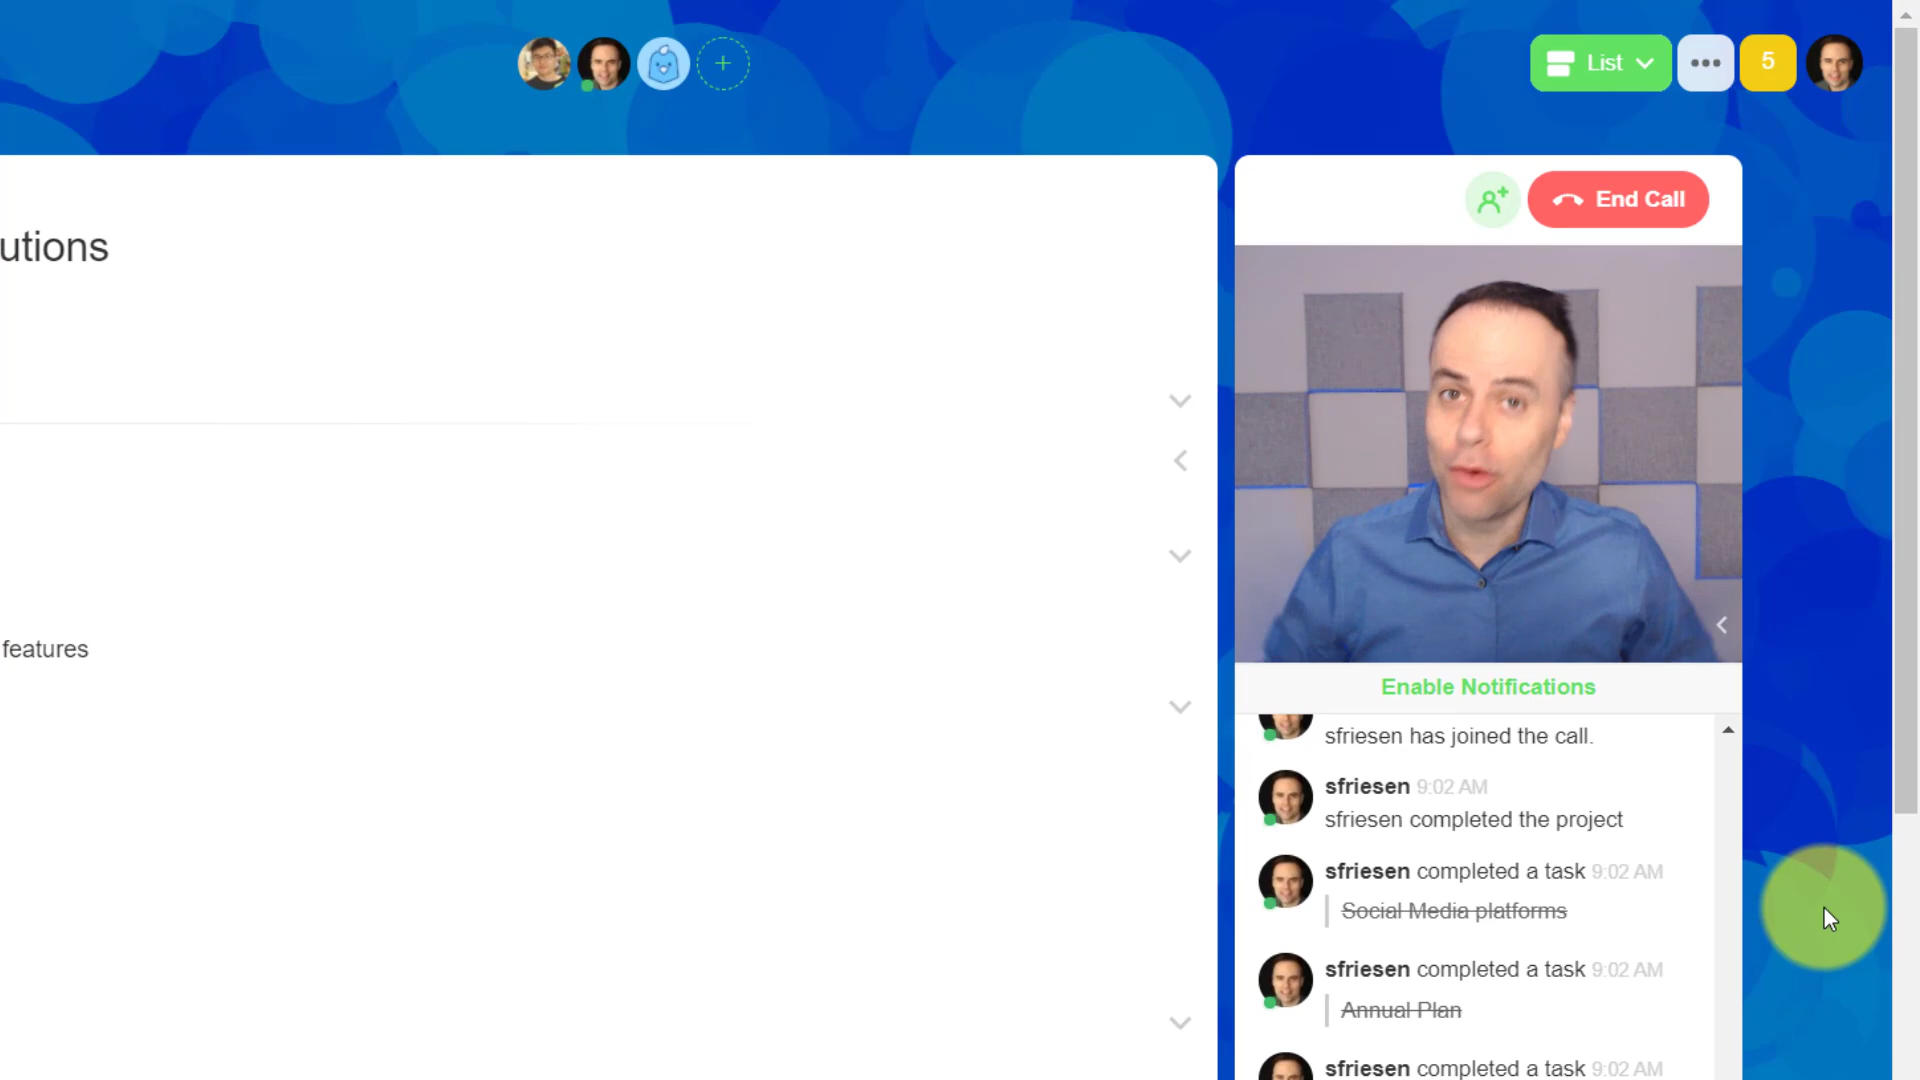 List
5
End Call
utions
features
Enable Notifications
sfriesen has joined the call.
sfriesen 9:02 AM
sfriesen completed the project
sfriesen completed a task 9:02 AM
Social Media platforms
sfriesen completed a task 9:02 AM
Annual Plan
sfriesen completed a task 9:02 AM